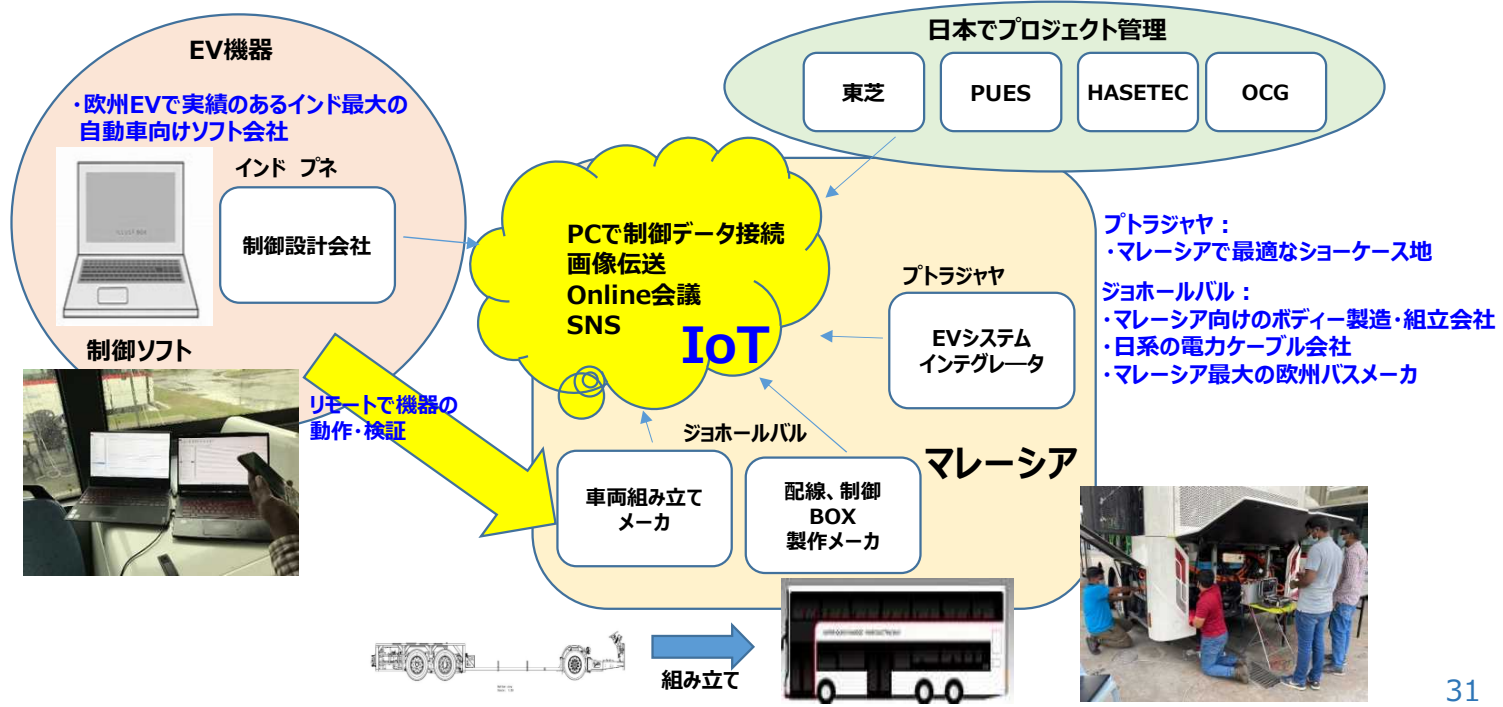 EV機器
・欧州EVで実績のあるインド最大の
自動車向けソフト会社
インド プネ
制御設計会社
制御ソフト
リモートで機器の
動作・検証
日本でプロジェクト管理
東芝
PUES
HASETEC
OCG
PCで制御データ接続
画像伝送
Online会議
SNS
IoT
プトラジャヤ
EVシステム
インテグレータ
ジョホールバル
マレーシア
車両組み立て
メーカ
配線、制御
BOX
製作メーカ
プトラジャヤ：
・マレーシアで最適なショーケース地
ジョホールバル：
・マレーシア向けのボディー製造・組立会社
・日系の電力ケーブル会社
・マレーシア最大の欧州バスメーカ
組み立て
31